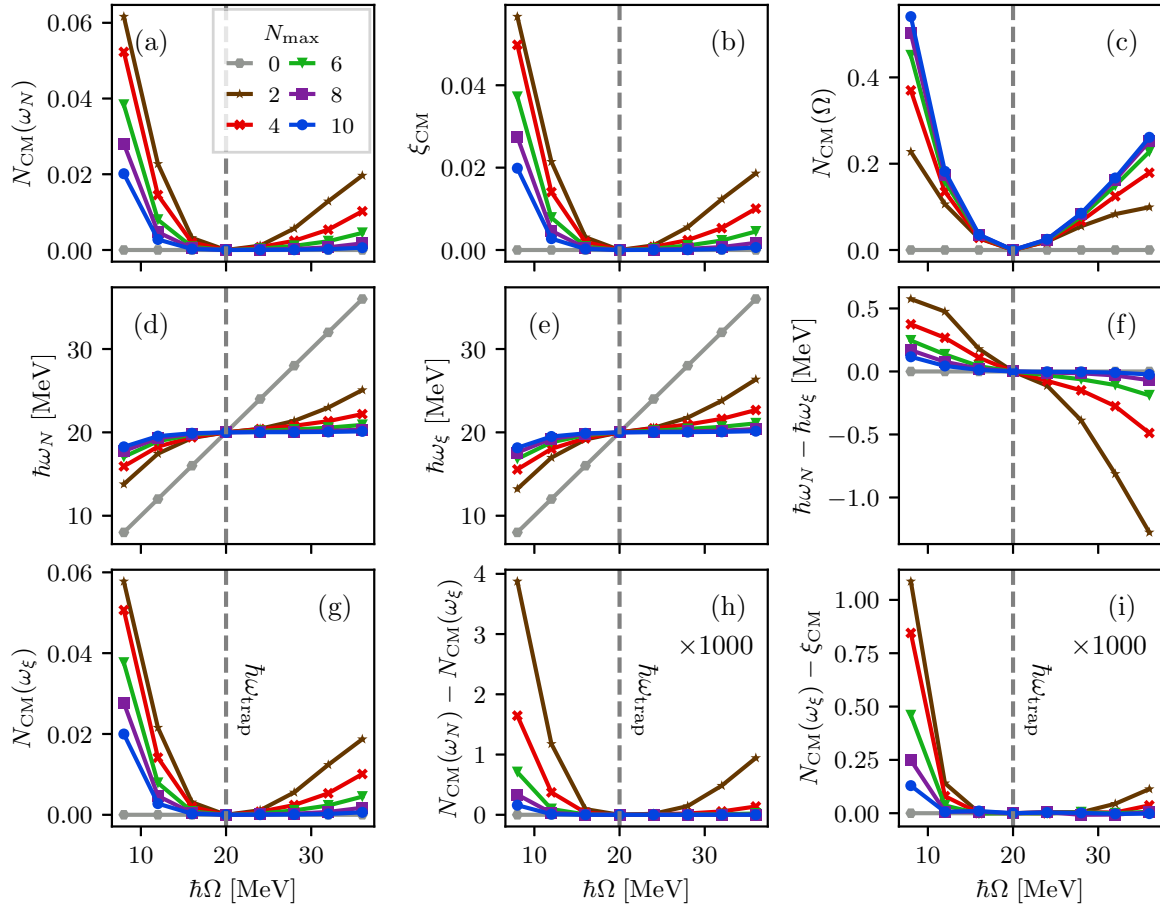 (a)
N_max
0 6
2 8
4 10
N_CM(ω_N)
0.06
0.04
0.02
0.00
(b)
ξ_CM
0.04
0.02
0.00
(c)
N_CM(Ω)
0.4
0.2
0.0
(d)
ħω_N [MeV]
30
20
10
(e)
ħω_ξ [MeV]
30
20
10
(f)
ħω_N − ħω_ξ [MeV]
0.5
0.0
−0.5
−1.0
(g)
N_CM(ω_ξ)
0.06
0.04
0.02
0.00
ħω_trap
10 20 30
ħΩ [MeV]
(h)
×1000
N_CM(ω_N) − N_CM(ω_ξ)
4
3
2
1
0
ħω_trap
10 20 30
ħΩ [MeV]
(i)
×1000
N_CM(ω_ξ) − ξ_CM
1.00
0.75
0.50
0.25
0.00
ħω_trap
10 20 30
ħΩ [MeV]